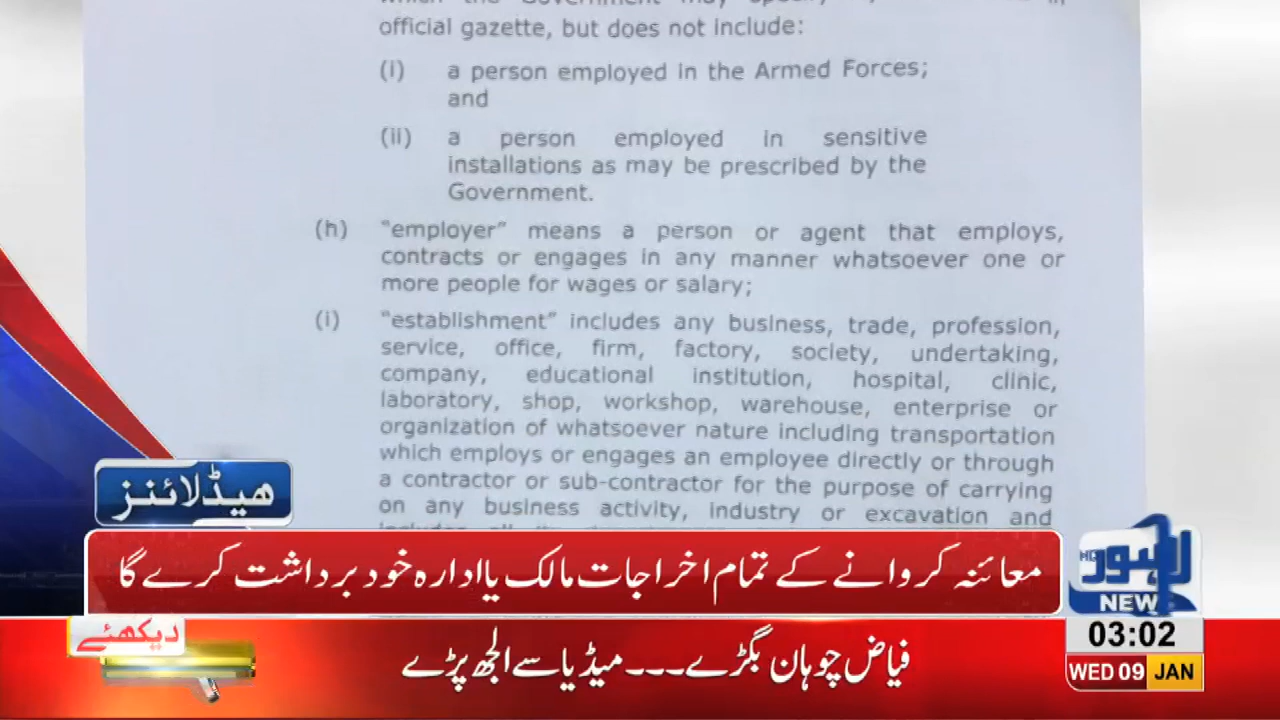 official gazette, but does not include:
(i) a person employed in the Armed Forces;
and
(ii) a person employed in sensitive
installations as may be prescribed by the
Government.
(h) “employer” means a person or agent that employs,
contracts or engages in any manner whatsoever one or
more people for wages or salary;
(i) “establishment” includes any business, trade, profession,
service, office, firm, factory, society, undertaking,
company, educational institution, hospital, clinic,
laboratory, shop, workshop, warehouse, enterprise or
organization of whatsoever nature including transportation
which employs or engages an employee directly or through
a contractor or sub-contractor for the purpose of carrying
on any business activity, industry or excavation and
ھیڈلائنز
معائنہ کروانے کے تمام اخراجات مالک یا ادارہ خود برداشت کرے گا
لاہور
NEW
03:02
WED 09 JAN
دیکھئے
فیاض چوہان بگڑے۔۔۔میڈیا سے الجھ پڑے